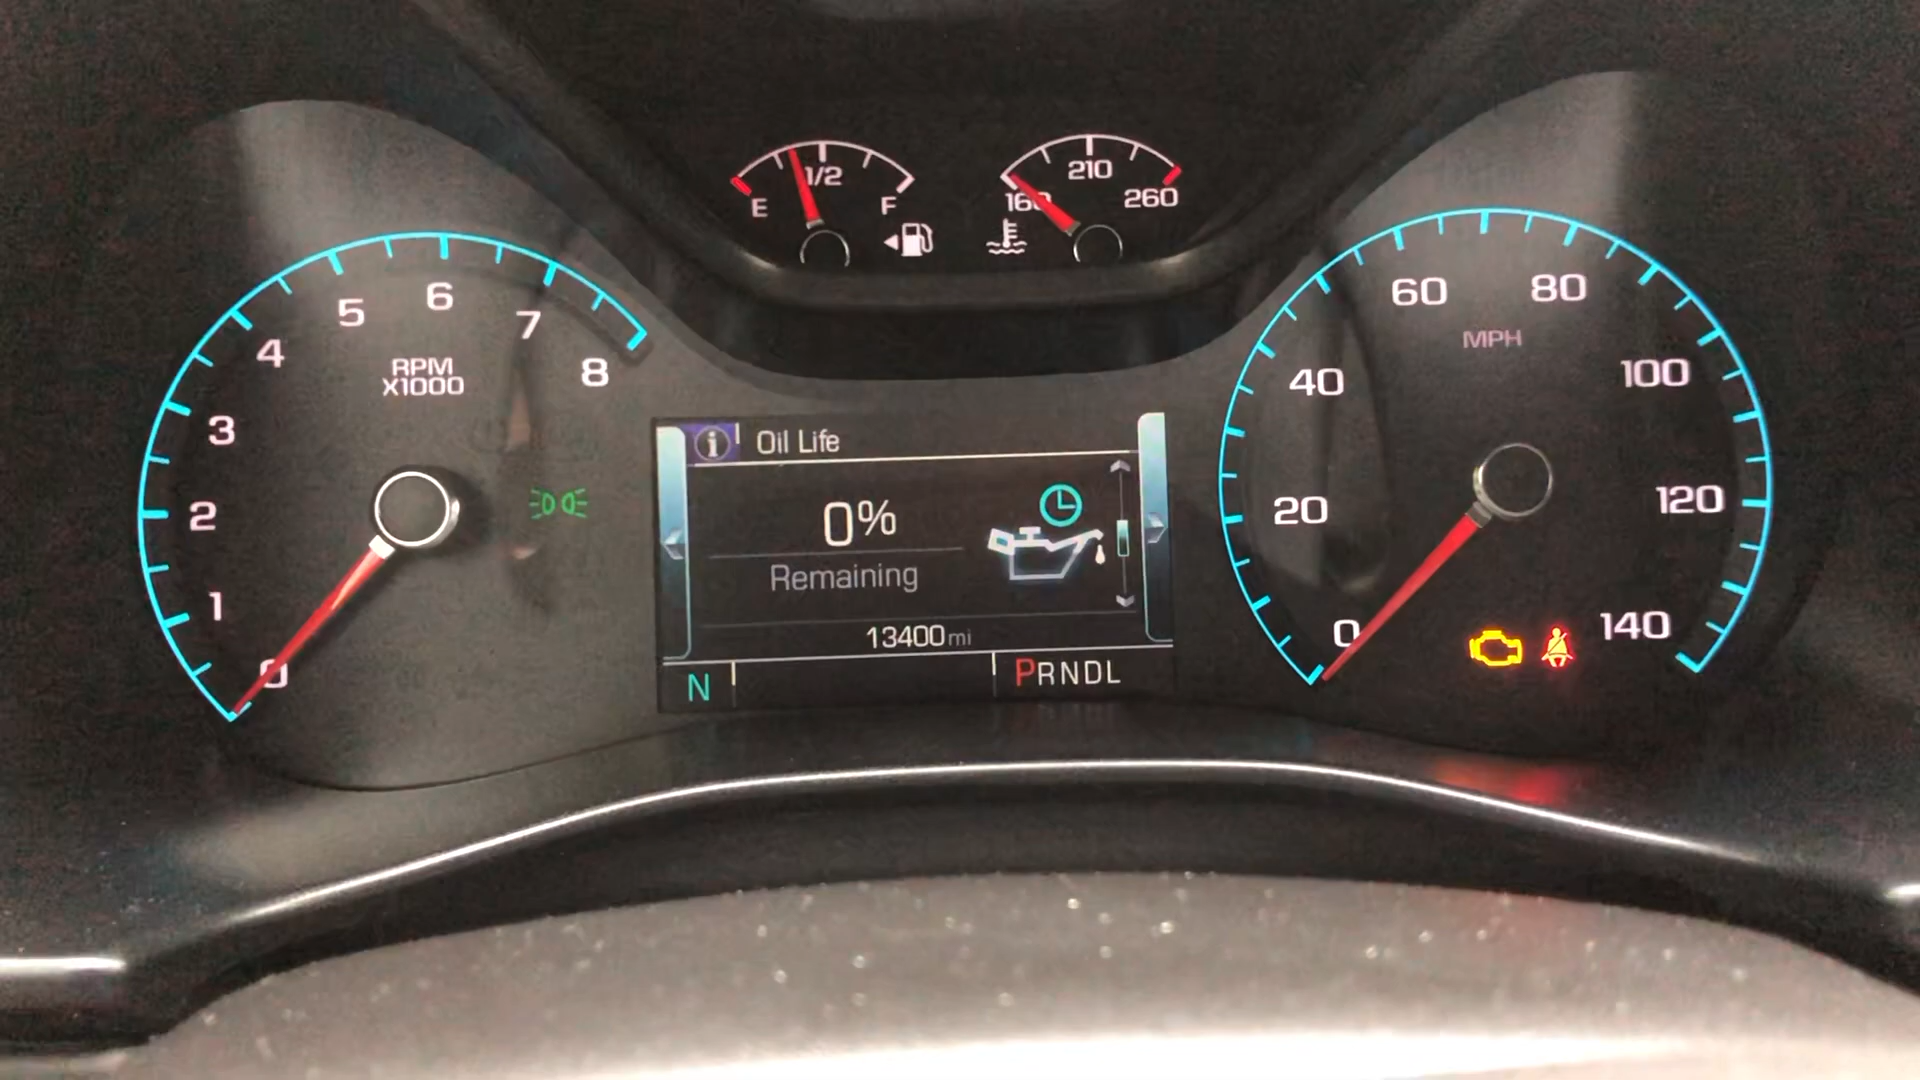 E 1/2 F
160 210 260
0 1 2 3 4 5 6 7 8
RPM
X1000
i Oil Life
0%
Remaining
13400 mi
N PRNDL
0 20 40 60 80 100 120 140
MPH